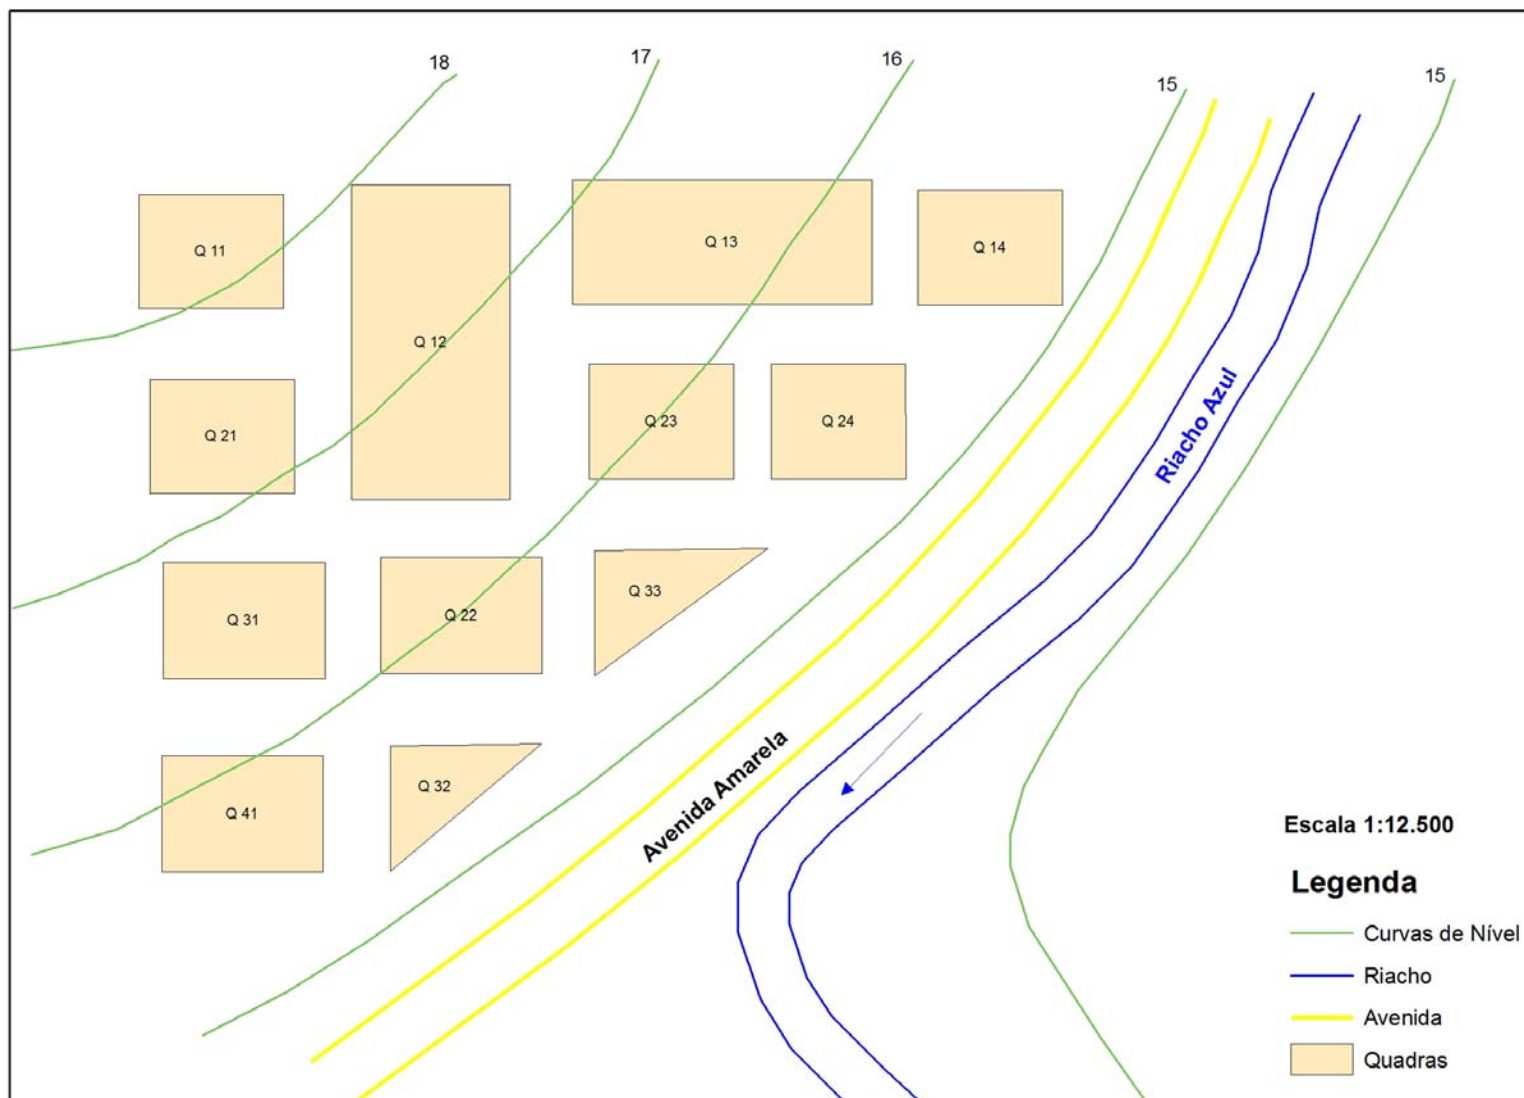 18
17
16
15
15
Q 11
Q 12
Q 13
Q 14
Q 21
Q 23
Q 24
Q 31
Q 22
Q 33
Q 41
Q 32
Riacho Azul
Avenida Amarela
Escala 1:12.500
Legenda
Curvas de Nível
Riacho
Avenida
Quadras